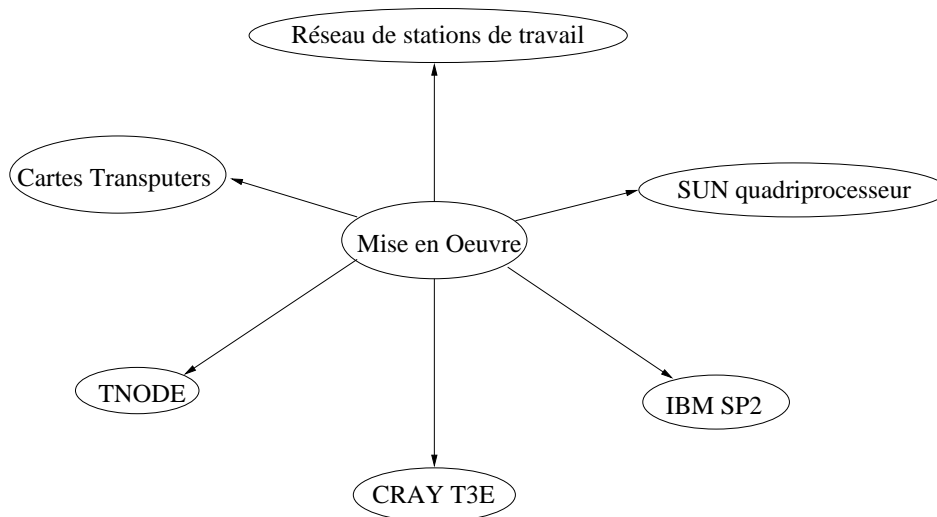 Réseau de stations de travail
Cartes Transputers
SUN quadriprocesseur
Mise en Oeuvre
TNODE
IBM SP2
CRAY T3E